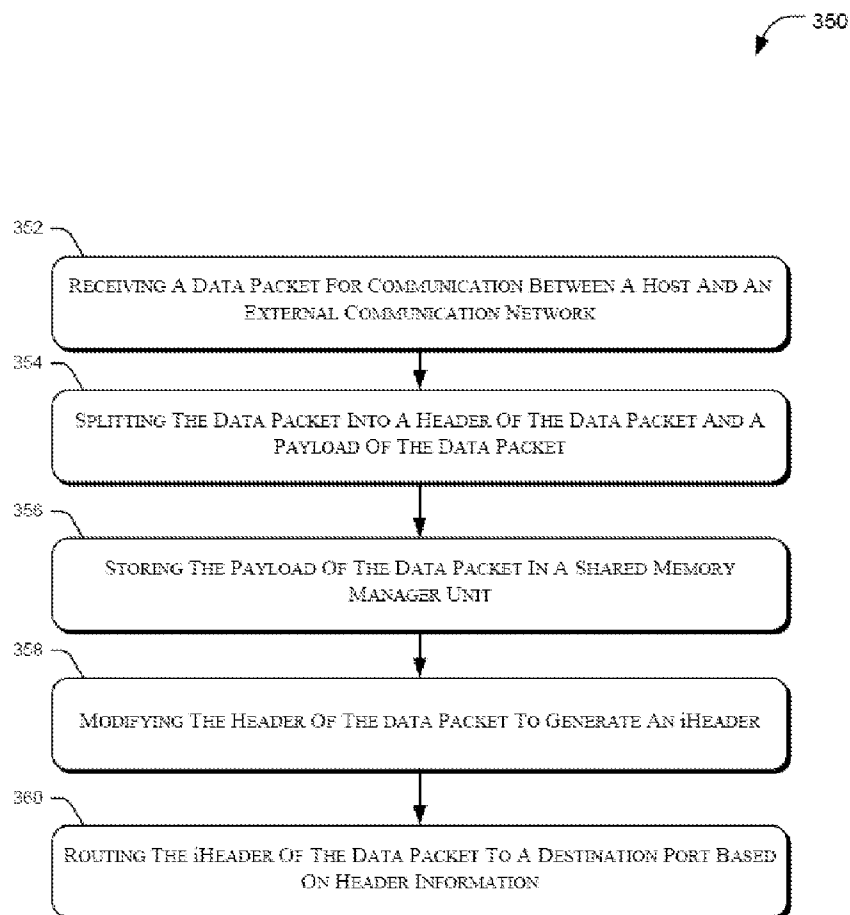 350
352
RECEIVING A DATA PACKET FOR COMMUNICATION BETWEEN A HOST AND AN
EXTERNAL COMMUNICATION NETWORK
354
SPLITTING THE DATA PACKET INTO A HEADER OF THE DATA PACKET AND A
PAYLOAD OF THE DATA PACKET
356
STORING THE PAYLOAD OF THE DATA PACKET IN A SHARED MEMORY
MANAGER UNIT
358
MODIFYING THE HEADER OF THE DATA PACKET TO GENERATE AN iHEADER
360
ROUTING THE iHEADER OF THE DATA PACKET TO A DESTINATION PORT BASED
ON HEADER INFORMATION